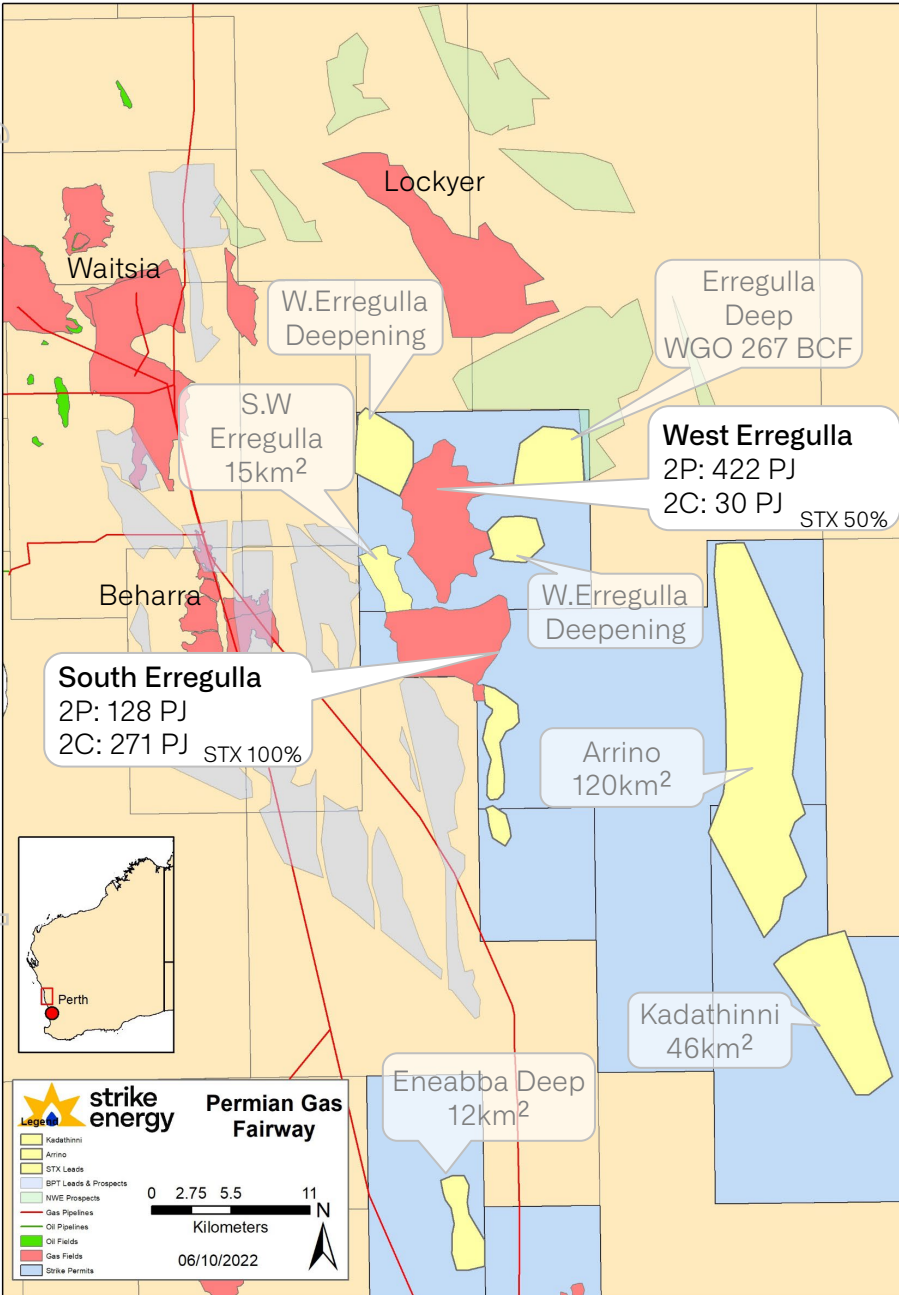 Lockyer
Waitsia
W.Erregulla
Deepening
Erregulla
Deep
WGO 267 BCF
S.W
Erregulla
15km²
West Erregulla
2P: 422 PJ
2C: 30 PJ
STX 50%
Beharra
W.Erregulla
Deepening
South Erregulla
2P: 128 PJ
2C: 271 PJ
STX 100%
Arrino
120km²
Perth
Kadathinni
46km²
Eneabba Deep
12km²
strike
energy
Permian Gas
Fairway
Legend
Kadathinni
Arrino
STX Leads
BPT Leads & Prospects
NWE Prospects
Gas Pipelines
Oil Pipelines
Oil Fields
Gas Fields
Strike Permits
0 2.75 5.5 11
Kilometers
N
06/10/2022